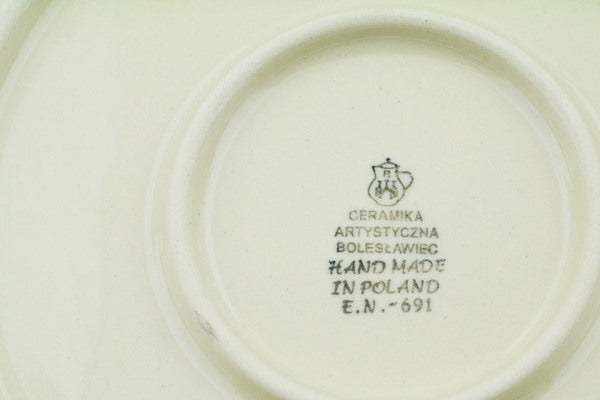 B
CERAMIKA
ARTYSTYCZNA
BOLESŁAWIEC
HAND MADE
IN POLAND
E.N.-691